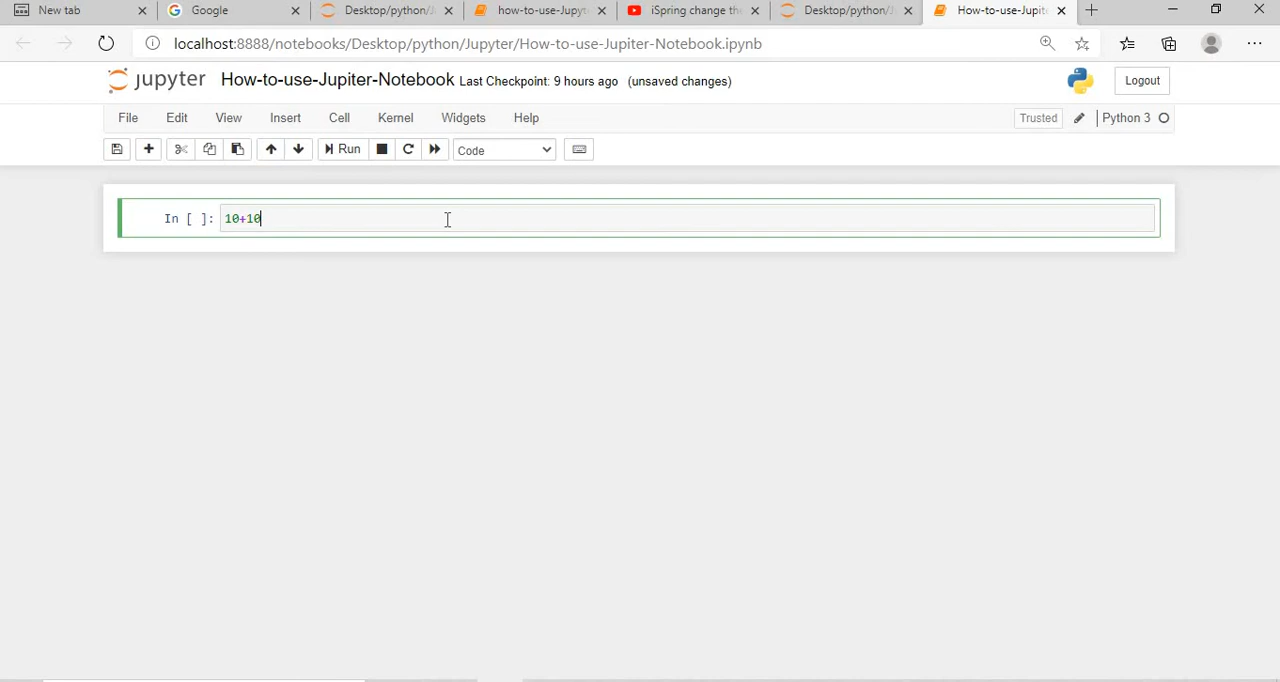 New tab Google Desktop/python/J how-to-use-Jupyt iSpring change the Desktop/python/J How-to-use-Jupite
localhost:8888/notebooks/Desktop/python/Jupyter/How-to-use-Jupiter-Notebook.ipynb
jupyter How-to-use-Jupiter-Notebook Last Checkpoint: 9 hours ago (unsaved changes) Logout
File Edit View Insert Cell Kernel Widgets Help Trusted Python 3
Run Code
In [ ]: 10+10